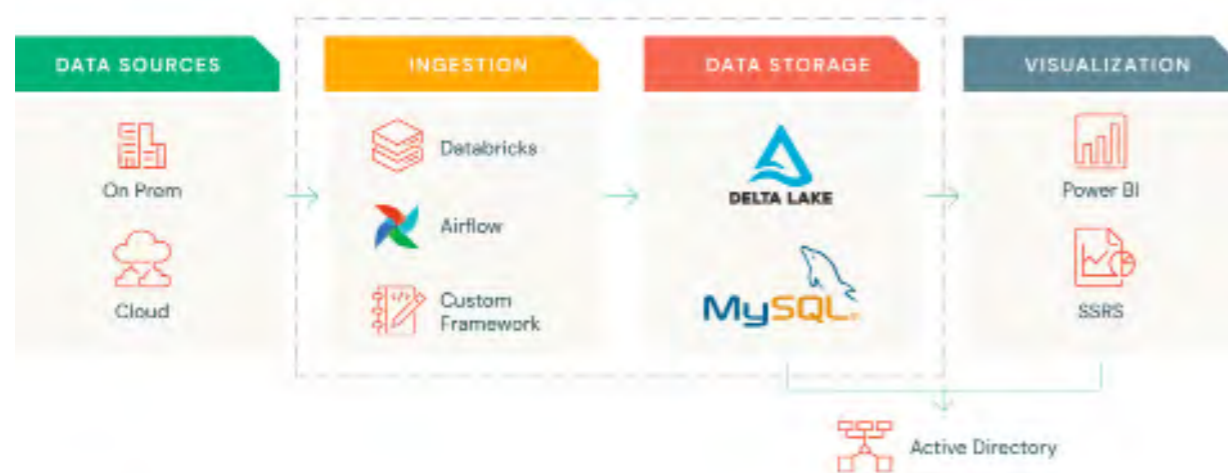 DATA SOURCES
INGESTION
DATA STORAGE
VISUALIZATION
On Prem
Cloud
Databricks
Airflow
Custom
Framework
DELTA LAKE
MySQL
Power BI
SSRS
Active Directory